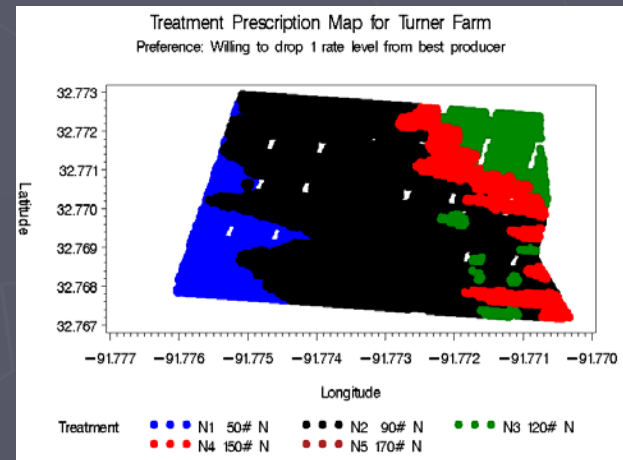 Treatment Prescription Map for Turner Farm
Preference: Willing to drop 1 rate level from best producer
32.773
32.772
32.771
32.770
32.769
32.768
32.767
Latitude
−91.777 −91.776 −91.775 −91.774 −91.773 −91.772 −91.771 −91.770
Longitude
Treatment N1 50# N N2 90# N N3 120# N
N4 150# N N5 170# N